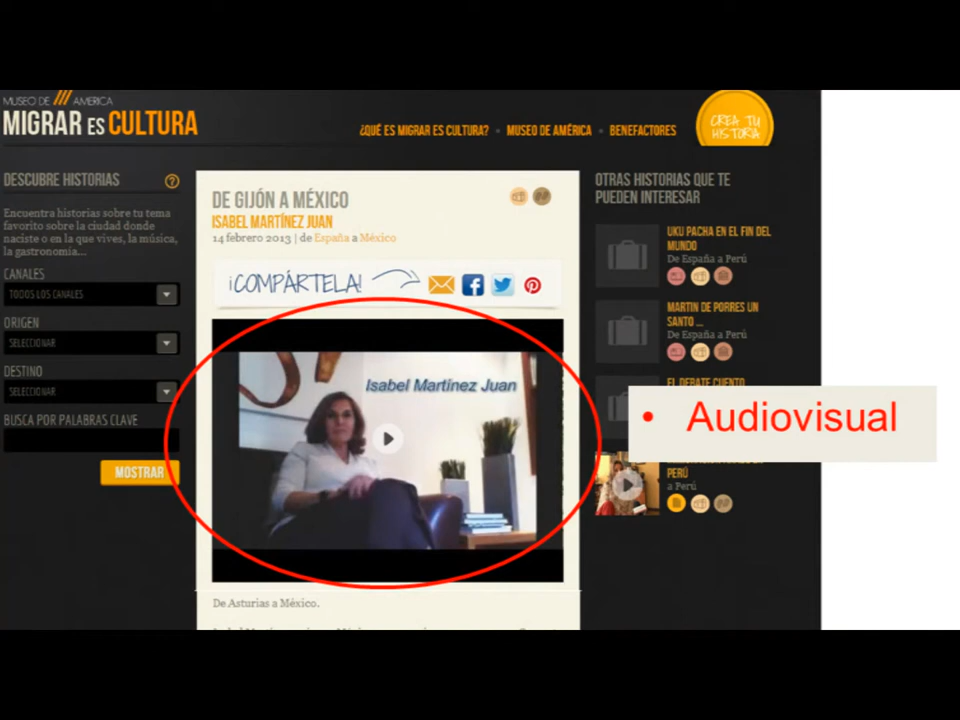 MUSEO DE AMERICA
MIGRAR ES CULTURA
¿QUÉ ES MIGRAR ES CULTURA?
MUSEO DE AMÉRICA
BENEFACTORES
CREA TU
HISTORIA
DESCUBRE HISTORIAS
?
Encuentra historias sobre tu tema
favorito sobre la ciudad donde
naciste o en la que vives, la música,
la gastronomía...
CANALES
TODOS LOS CANALES
ORIGEN
SELECCIONAR
DESTINO
SELECCIONAR
BUSCA POR PALABRAS CLAVE
MOSTRAR
DE GIJÓN A MÉXICO
ISABEL MARTÍNEZ JUAN
14 febrero 2013 | de España a México
¡COMPÁRTELA!
Isabel Martínez Juan
De Asturias a México.
OTRAS HISTORIAS QUE TE
PUEDEN INTERESAR
UKU PACHA EN EL FIN DEL
MUNDO
De España a Perú
MARTIN DE PORRES UN
SANTO ...
De España a Perú
EL DEBATE CUENTO
• Audiovisual
PERÚ
a Perú